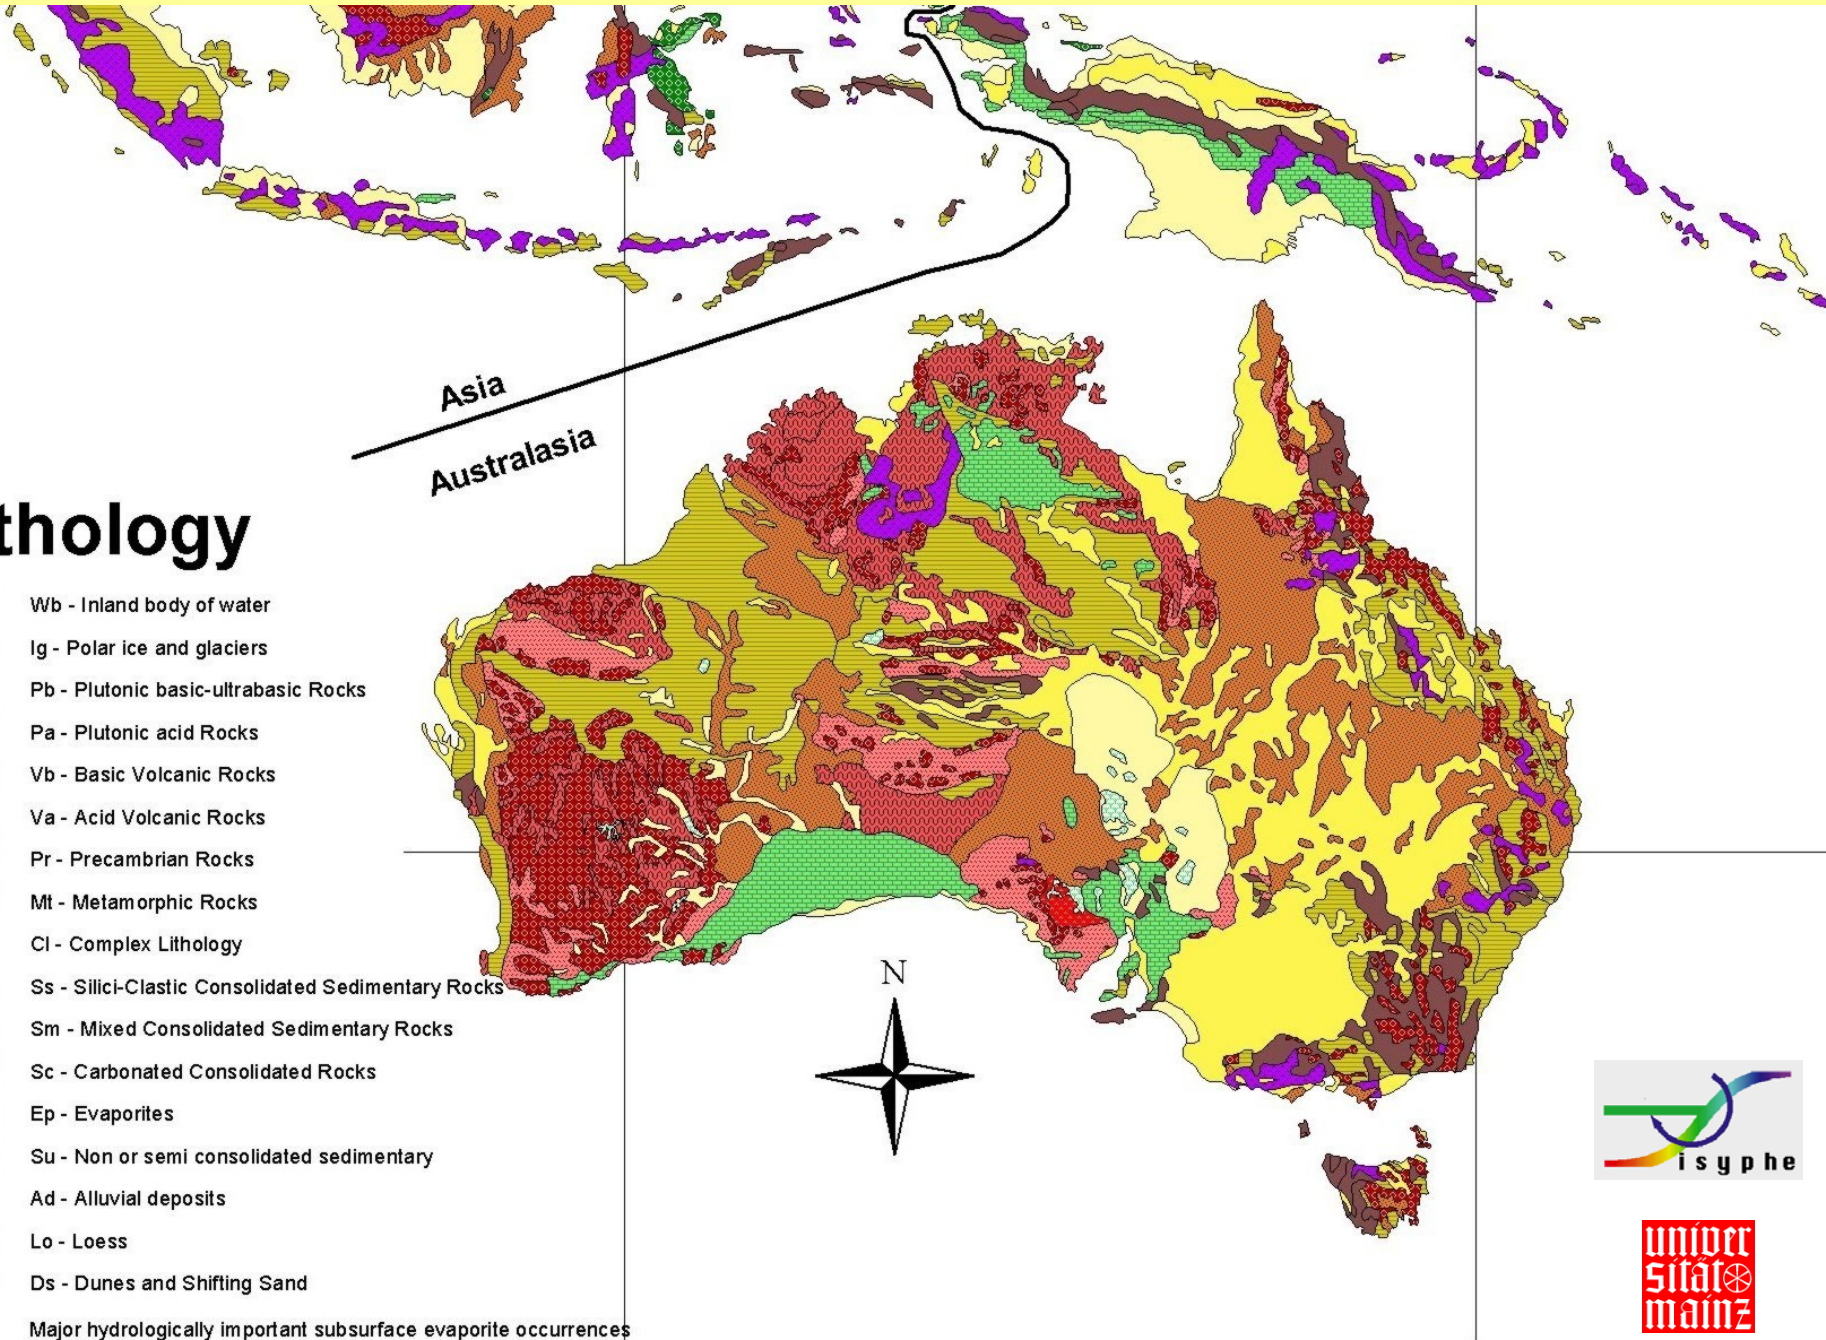 Asia
Australasia
thology
Wb - Inland body of water
Ig - Polar ice and glaciers
Pb - Plutonic basic-ultrabasic Rocks
Pa - Plutonic acid Rocks
Vb - Basic Volcanic Rocks
Va - Acid Volcanic Rocks
Pr - Precambrian Rocks
Mt - Metamorphic Rocks
Cl - Complex Lithology
Ss - Silici-Clastic Consolidated Sedimentary Rocks
Sm - Mixed Consolidated Sedimentary Rocks
Sc - Carbonated Consolidated Rocks
Ep - Evaporites
Su - Non or semi consolidated sedimentary
Ad - Alluvial deposits
Lo - Loess
Ds - Dunes and Shifting Sand
Major hydrologically important subsurface evaporite occurrences
N
isyphe
univer
sität
mainz